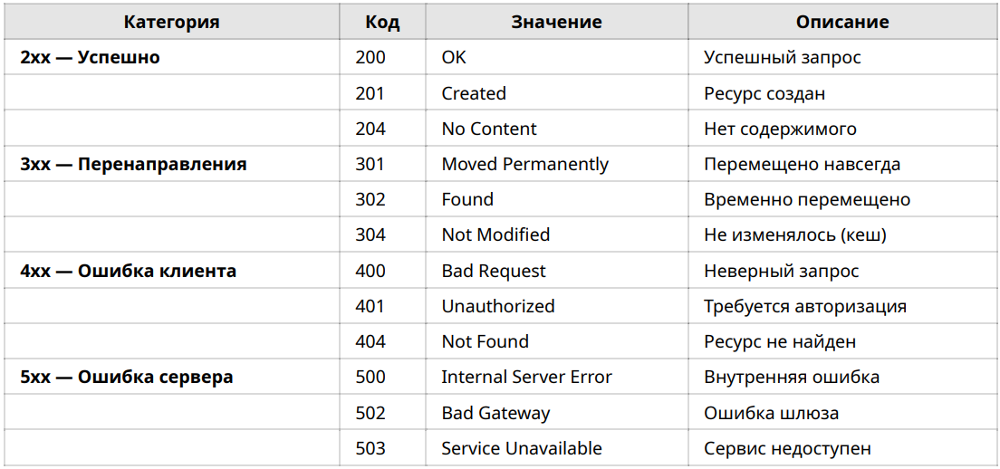 Категория Код Значение Описание
2xx — Успешно 200 OK Успешный запрос
201 Created Ресурс создан
204 No Content Нет содержимого
3xx — Перенаправления 301 Moved Permanently Перемещено навсегда
302 Found Временно перемещено
304 Not Modified Не изменялось (кеш)
4xx — Ошибка клиента 400 Bad Request Неверный запрос
401 Unauthorized Требуется авторизация
404 Not Found Ресурс не найден
5xx — Ошибка сервера 500 Internal Server Error Внутренняя ошибка
502 Bad Gateway Ошибка шлюза
503 Service Unavailable Сервис недоступен